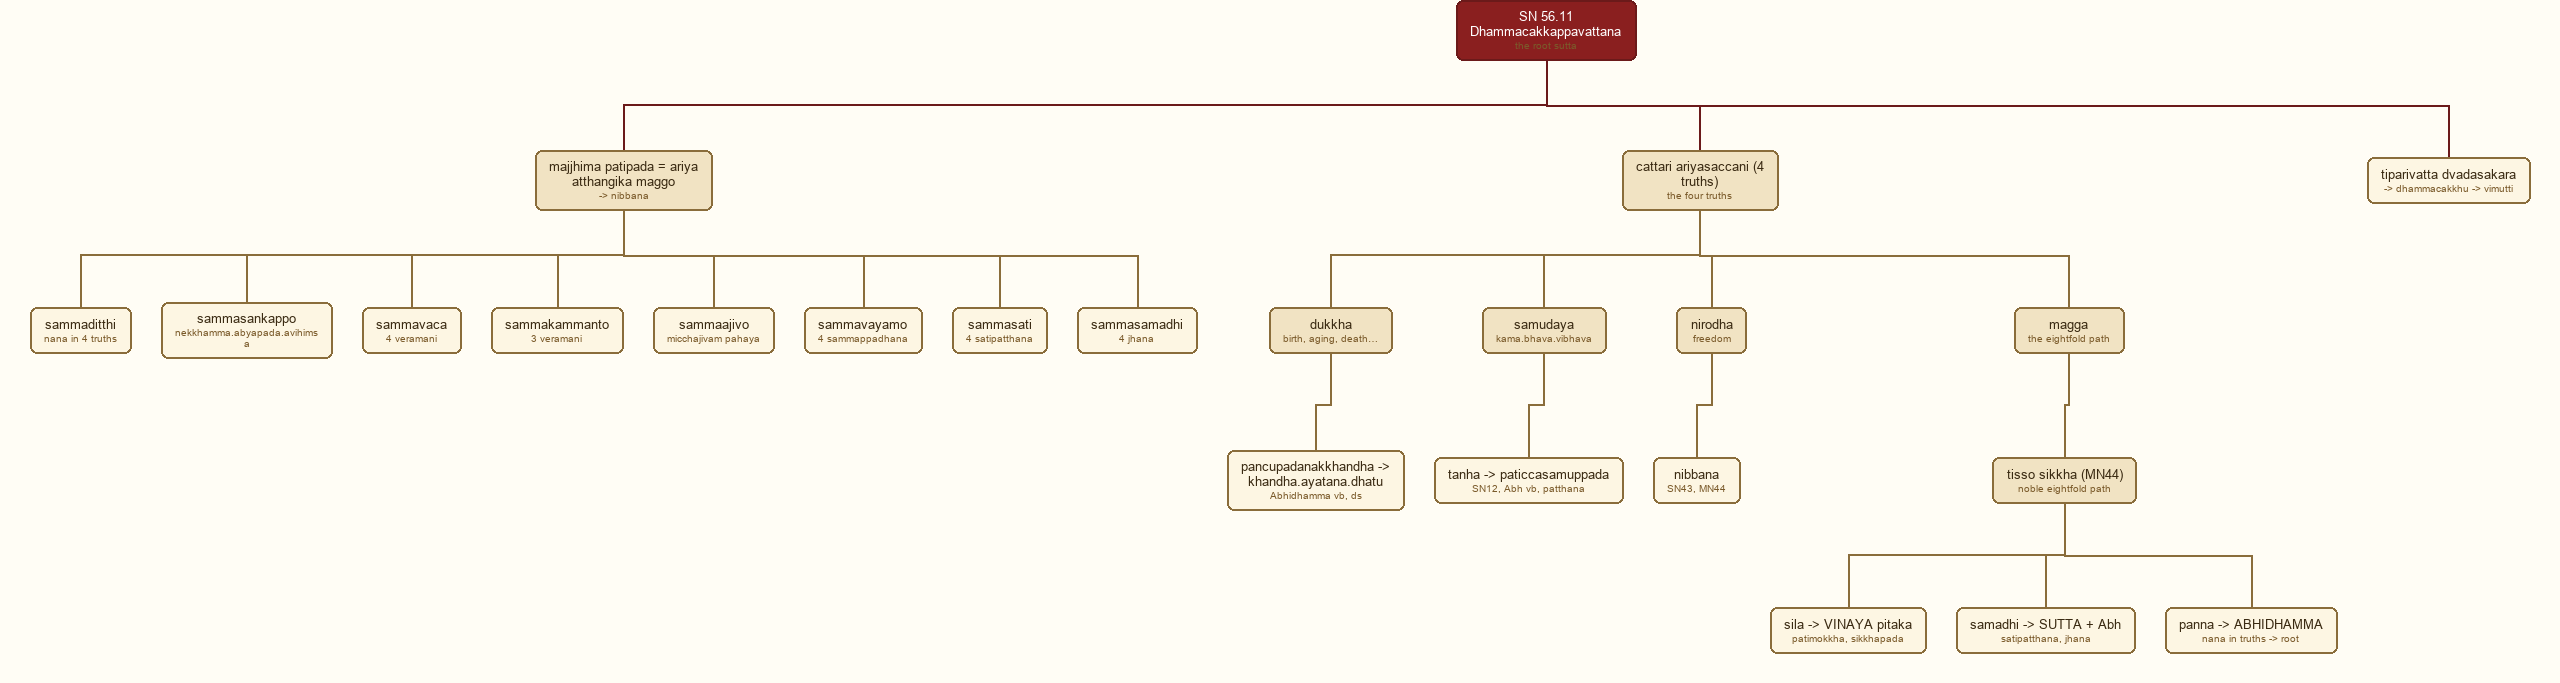 SN 56.11
Dhammacakkappavattana
the root sutta
majjhima patipada = ariya
atthangika maggo
-> nibbana
cattari ariyasaccani (4
truths)
the four truths
tiparivatta dvadasakara
-> dhammacakkhu -> vimutti
sammaditthi
nana in 4 truths
sammasankappo
nekkhamma.abyapada.avihims
a
sammavaca
4 veramani
sammakammanto
3 veramani
sammaajivo
micchajivam pahaya
sammavayamo
4 sammappadhana
sammasati
4 satipatthana
sammasamadhi
4 jhana
dukkha
birth, aging, death...
samudaya
kama.bhava.vibhava
nirodha
freedom
magga
the eightfold path
pancupadanakkhandha ->
khandha.ayatana.dhatu
Abhidhamma vb, ds
tanha -> paticcasamuppada
SN12, Abh vb, patthana
nibbana
SN43, MN44
tisso sikkha (MN44)
noble eightfold path
sila -> VINAYA pitaka
patimokkha, sikkhapada
samadhi -> SUTTA + Abh
satipatthana, jhana
panna -> ABHIDHAMMA
nana in truths -> root